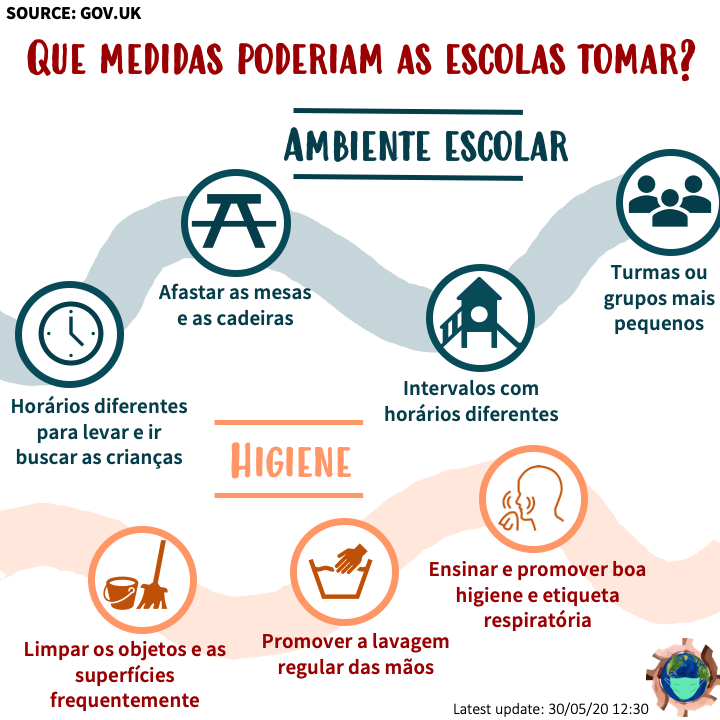 SOURCE: GOV.UK
QUE MEDIDAS PODERIAM AS ESCOLAS TOMAR?
AMBIENTE ESCOLAR
Turmas ou
grupos mais
pequenos
Afastar as mesas
e as cadeiras
Intervalos com
horários diferentes
Horários diferentes
para levar e ir
buscar as crianças
HIGIENE
Ensinar e promover boa
higiene e etiqueta
respiratória
Promover a lavagem
regular das mãos
Limpar os objetos e as
superfícies
frequentemente
Latest update: 30/05/20 12:30